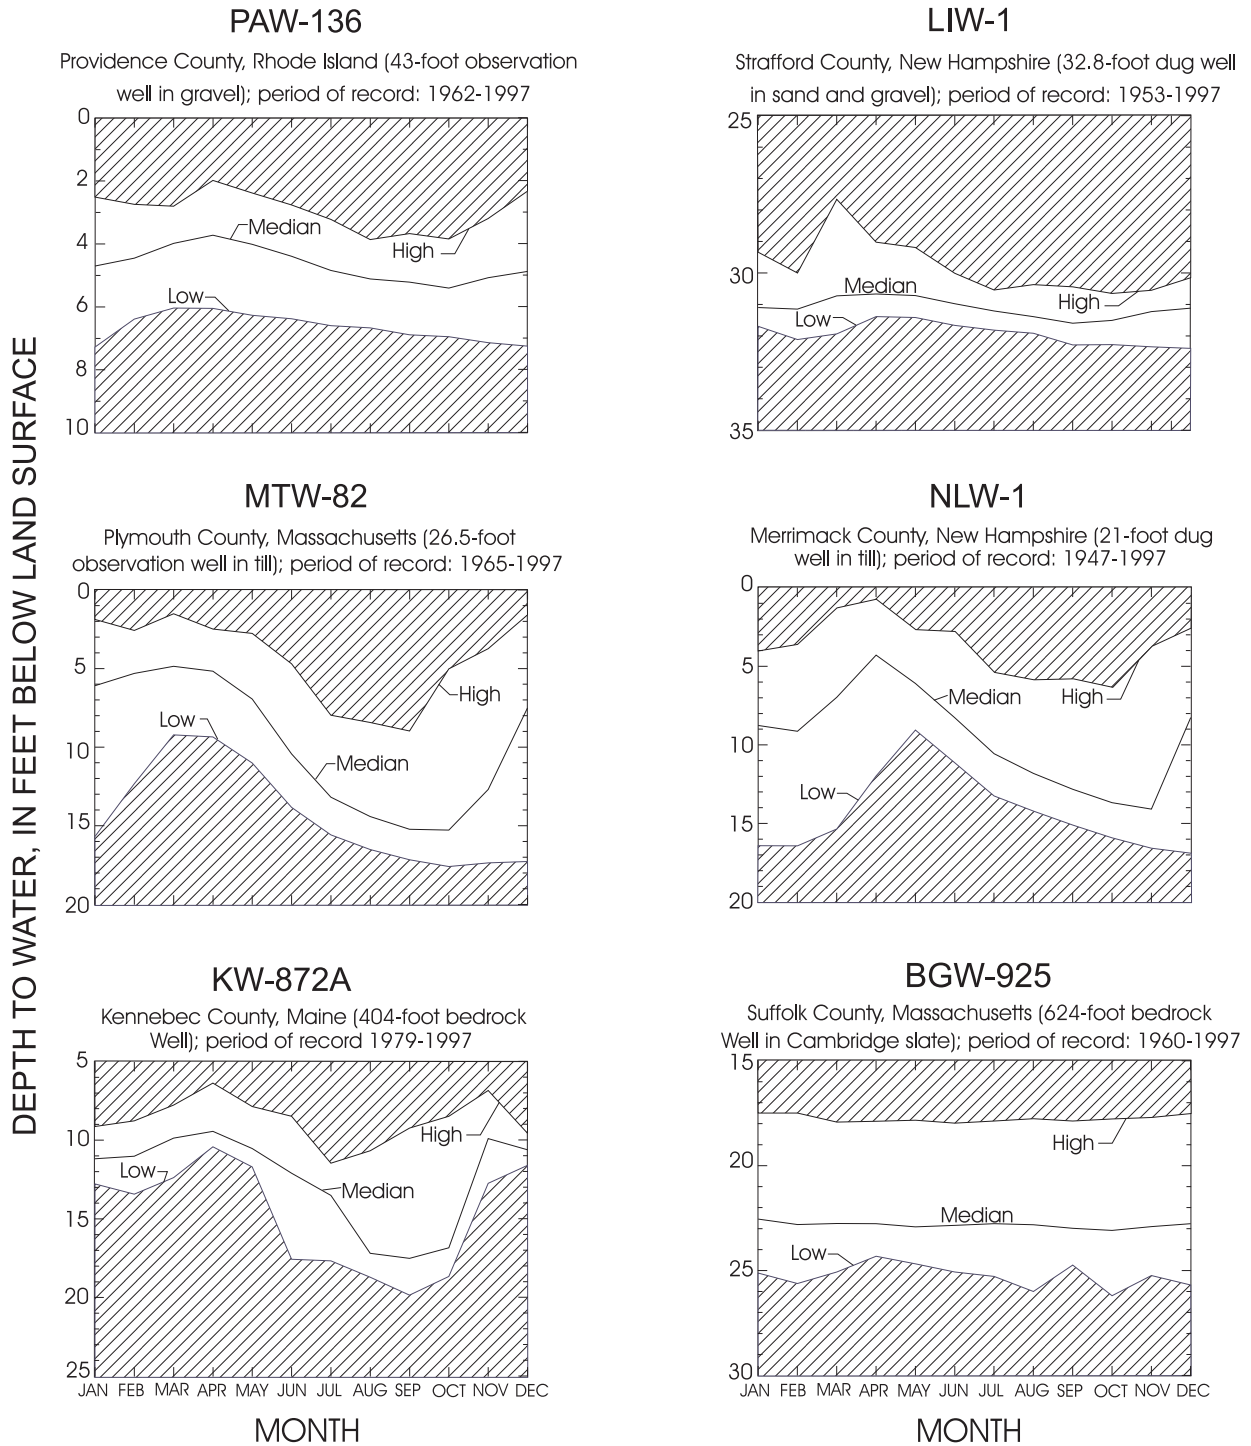 PAW-136
Providence County, Rhode Island (43-foot observation
well in gravel); period of record: 1962-1997
0
2
4
6
8
10
Median
High
Low
LIW-1
Strafford County, New Hampshire (32.8-foot dug well
in sand and gravel); period of record: 1953-1997
25
30
35
Median
High
Low
DEPTH TO WATER, IN FEET BELOW LAND SURFACE
MTW-82
Plymouth County, Massachusetts (26.5-foot
observation well in till); period of record: 1965-1997
0
5
10
15
20
High
Low
Median
NLW-1
Merrimack County, New Hampshire (21-foot dug
well in till); period of record: 1947-1997
0
5
10
15
20
Median
High
Low
KW-872A
Kennebec County, Maine (404-foot bedrock
Well); period of record 1979-1997
5
10
15
20
25
High
Low
Median
JAN FEB MAR APR MAY JUN JUL AUG SEP OCT NOV DEC
MONTH
BGW-925
Suffolk County, Massachusetts (624-foot bedrock
Well in Cambridge slate); period of record: 1960-1997
15
20
25
30
High
Median
Low
JAN FEB MAR APR MAY JUN JUL AUG SEP OCT NOV DEC
MONTH